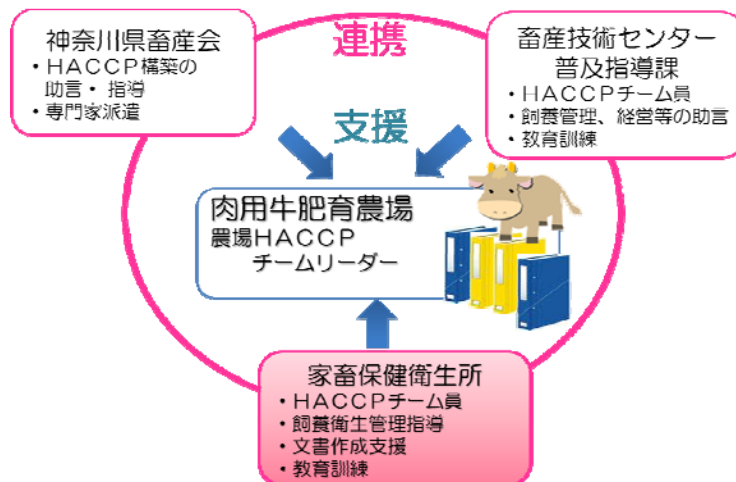 神奈川県畜産会
・HACCP構築の
助言・指導
・専門家派遣
連携
畜産技術センター
普及指導課
・HACCPチーム員
・飼養管理、経営等の助言
・教育訓練
支援
肉用牛肥育農場
農場HACCP
チームリーダー
家畜保健衛生所
・HACCPチーム員
・飼養衛生管理指導
・文書作成支援
・教育訓練